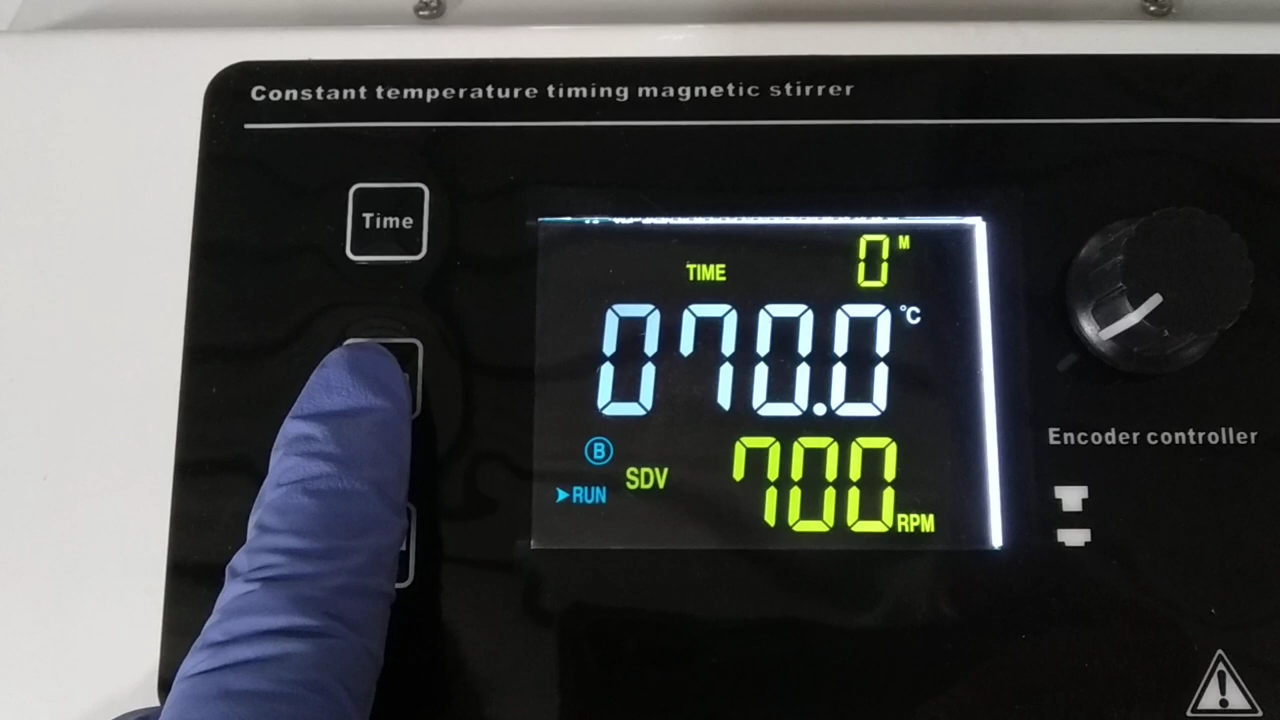 Constant temperature timing magnetic stirrer
Time
TIME 0 M
070.0 °C
B
SDV 700 RPM
RUN
Encoder controller